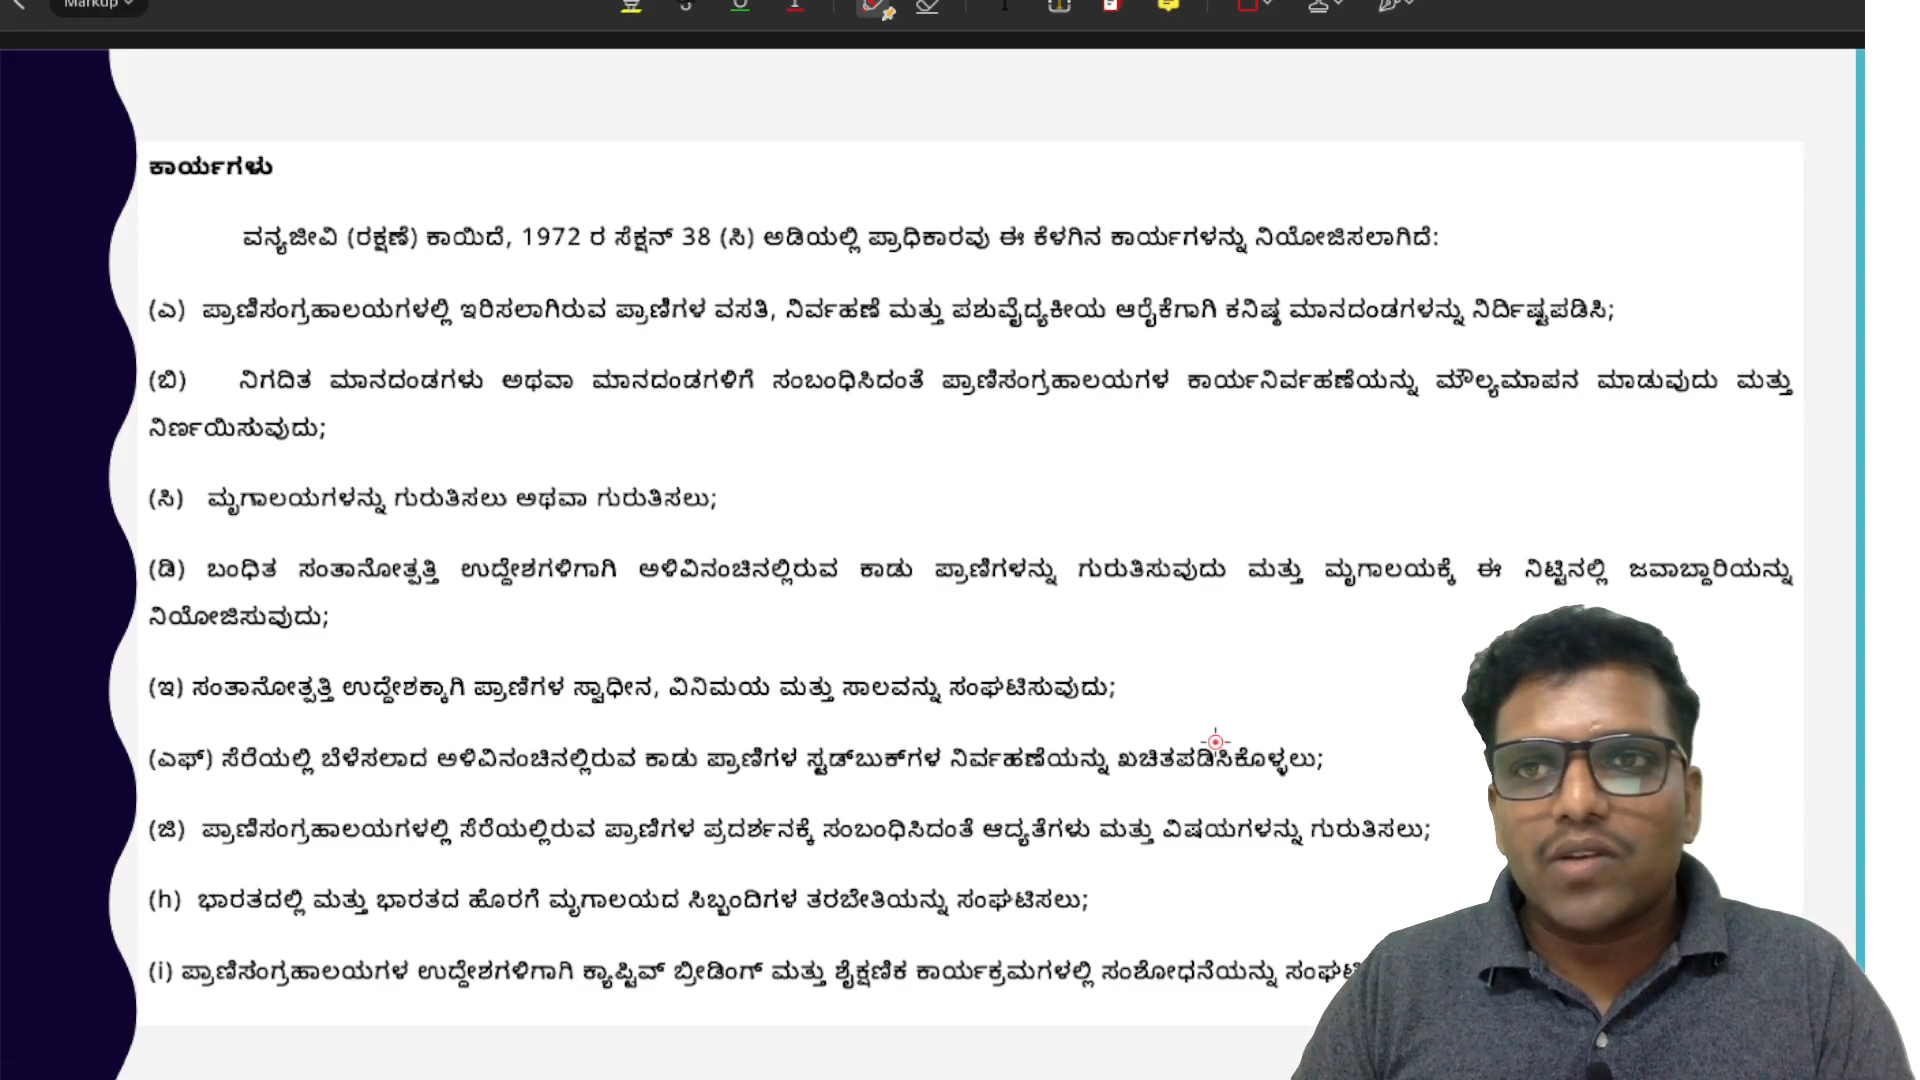 Markup
ಕಾರ್ಯಗಳು
ವನ್ಯಜೀವಿ (ರಕ್ಷಣೆ) ಕಾಯಿದೆ, 1972 ರ ಸೆಕ್ಷನ್ 38 (ಸಿ) ಅಡಿಯಲ್ಲಿ ಪ್ರಾಧಿಕಾರವು ಈ ಕೆಳಗಿನ ಕಾರ್ಯಗಳನ್ನು ನಿಯೋಜಿಸಲಾಗಿದೆ:
(ಎ) ಪ್ರಾಣಿಸಂಗ್ರಹಾಲಯಗಳಲ್ಲಿ ಇರಿಸಲಾಗಿರುವ ಪ್ರಾಣಿಗಳ ವಸತಿ, ನಿರ್ವಹಣೆ ಮತ್ತು ಪಶುವೈದ್ಯಕೀಯ ಆರೈಕೆಗಾಗಿ ಕನಿಷ್ಠ ಮಾನದಂಡಗಳನ್ನು ನಿರ್ದಿಷ್ಟಪಡಿಸಿ;
(ಬಿ) ನಿಗದಿತ ಮಾನದಂಡಗಳು ಅಥವಾ ಮಾನದಂಡಗಳಿಗೆ ಸಂಬಂಧಿಸಿದಂತೆ ಪ್ರಾಣಿಸಂಗ್ರಹಾಲಯಗಳ ಕಾರ್ಯನಿರ್ವಹಣೆಯನ್ನು ಮೌಲ್ಯಮಾಪನ ಮಾಡುವುದು ಮತ್ತು
ನಿರ್ಣಯಿಸುವುದು;
(ಸಿ) ಮೃಗಾಲಯಗಳನ್ನು ಗುರುತಿಸಲು ಅಥವಾ ಗುರುತಿಸಲು;
(ಡಿ) ಬಂಧಿತ ಸಂತಾನೋತ್ಪತ್ತಿ ಉದ್ದೇಶಗಳಿಗಾಗಿ ಅಳಿವಿನಂಚಿನಲ್ಲಿರುವ ಕಾಡು ಪ್ರಾಣಿಗಳನ್ನು ಗುರುತಿಸುವುದು ಮತ್ತು ಮೃಗಾಲಯಕ್ಕೆ ಈ ನಿಟ್ಟಿನಲ್ಲಿ ಜವಾಬ್ದಾರಿಯನ್ನು
ನಿಯೋಜಿಸುವುದು;
(ಇ) ಸಂತಾನೋತ್ಪತ್ತಿ ಉದ್ದೇಶಕ್ಕಾಗಿ ಪ್ರಾಣಿಗಳ ಸ್ವಾಧೀನ, ವಿನಿಮಯ ಮತ್ತು ಸಾಲವನ್ನು ಸಂಘಟಿಸುವುದು;
(ಎಫ್) ಸೆರೆಯಲ್ಲಿ ಬೆಳೆಸಲಾದ ಅಳಿವಿನಂಚಿನಲ್ಲಿರುವ ಕಾಡು ಪ್ರಾಣಿಗಳ ಸ್ಟಡ್‌ಬುಕ್‌ಗಳ ನಿರ್ವಹಣೆಯನ್ನು ಖಚಿತಪಡಿಸಿಕೊಳ್ಳಲು;
(ಜಿ) ಪ್ರಾಣಿಸಂಗ್ರಹಾಲಯಗಳಲ್ಲಿ ಸೆರೆಯಲ್ಲಿರುವ ಪ್ರಾಣಿಗಳ ಪ್ರದರ್ಶನಕ್ಕೆ ಸಂಬಂಧಿಸಿದಂತೆ ಆದ್ಯತೆಗಳು ಮತ್ತು ವಿಷಯಗಳನ್ನು ಗುರುತಿಸಲು;
(h) ಭಾರತದಲ್ಲಿ ಮತ್ತು ಭಾರತದ ಹೊರಗೆ ಮೃಗಾಲಯದ ಸಿಬ್ಬಂದಿಗಳ ತರಬೇತಿಯನ್ನು ಸಂಘಟಿಸಲು;
(i) ಪ್ರಾಣಿಸಂಗ್ರಹಾಲಯಗಳ ಉದ್ದೇಶಗಳಿಗಾಗಿ ಕ್ಯಾಪ್ಟಿವ್ ಬ್ರೀಡಿಂಗ್ ಮತ್ತು ಶೈಕ್ಷಣಿಕ ಕಾರ್ಯಕ್ರಮಗಳಲ್ಲಿ ಸಂಶೋಧನೆಯನ್ನು